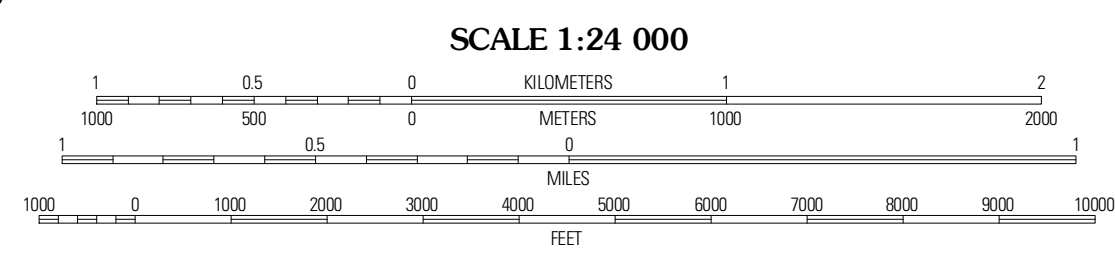 SCALE 1:24 000
1 0.5 0 KILOMETERS 1 2
1000 500 0 METERS 1000 2000
1 0.5 0 1
MILES
1000 0 1000 2000 3000 4000 5000 6000 7000 8000 9000 10000
FEET